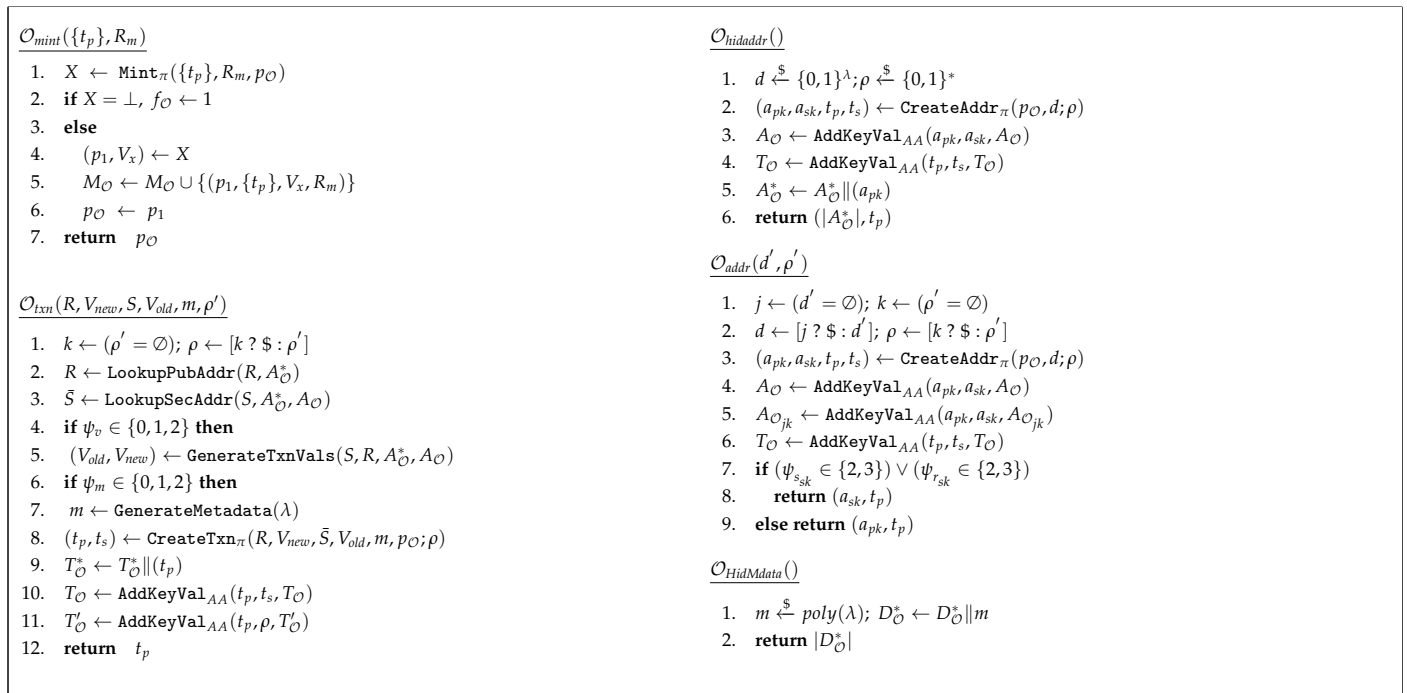 𝒪_mint({t_p}, R_m)
1. X ← Mint_π({t_p}, R_m, p_𝒪)
2. if X = ⊥, f_𝒪 ← 1
3. else
4. (p_1, V_x) ← X
5. M_𝒪 ← M_𝒪 ∪ {(p_1, {t_p}, V_x, R_m)}
6. p_𝒪 ← p_1
7. return p_𝒪
𝒪_txn(R, V_new, S, V_old, m, ρ′)
1. k ← (ρ′ = ∅); ρ ← [k ? $ : ρ′]
2. R ← LookupPubAddr(R, A*_𝒪)
3. S̄ ← LookupSecAddr(S, A*_𝒪, A_𝒪)
4. if ψ_v ∈ {0, 1, 2} then
5. (V_old, V_new) ← GenerateTxnVals(S, R, A*_𝒪, A_𝒪)
6. if ψ_m ∈ {0, 1, 2} then
7. m ← GenerateMetadata(λ)
8. (t_p, t_s) ← CreateTxn_π(R, V_new, S̄, V_old, m, p_𝒪; ρ)
9. T*_𝒪 ← T*_𝒪‖(t_p)
10. T_𝒪 ← AddKeyVal_AA(t_p, t_s, T_𝒪)
11. T′_𝒪 ← AddKeyVal_AA(t_p, ρ, T′_𝒪)
12. return t_p
𝒪_hidaddr()
1. d ←$ {0, 1}^λ; ρ ←$ {0, 1}^*
2. (a_pk, a_sk, t_p, t_s) ← CreateAddr_π(p_𝒪, d; ρ)
3. A_𝒪 ← AddKeyVal_AA(a_pk, a_sk, A_𝒪)
4. T_𝒪 ← AddKeyVal_AA(t_p, t_s, T_𝒪)
5. A*_𝒪 ← A*_𝒪‖(a_pk)
6. return (|A*_𝒪|, t_p)
𝒪_addr(d′, ρ′)
1. j ← (d′ = ∅); k ← (ρ′ = ∅)
2. d ← [j ? $ : d′]; ρ ← [k ? $ : ρ′]
3. (a_pk, a_sk, t_p, t_s) ← CreateAddr_π(p_𝒪, d; ρ)
4. A_𝒪 ← AddKeyVal_AA(a_pk, a_sk, A_𝒪)
5. A_𝒪_jk ← AddKeyVal_AA(a_pk, a_sk, A_𝒪_jk)
6. T_𝒪 ← AddKeyVal_AA(t_p, t_s, T_𝒪)
7. if (ψ_s_sk ∈ {2, 3}) ∨ (ψ_r_sk ∈ {2, 3})
8. return (a_sk, t_p)
9. else return (a_pk, t_p)
𝒪_HidMdata()
1. m ←$ poly(λ); D*_𝒪 ← D*_𝒪‖m
2. return |D*_𝒪|